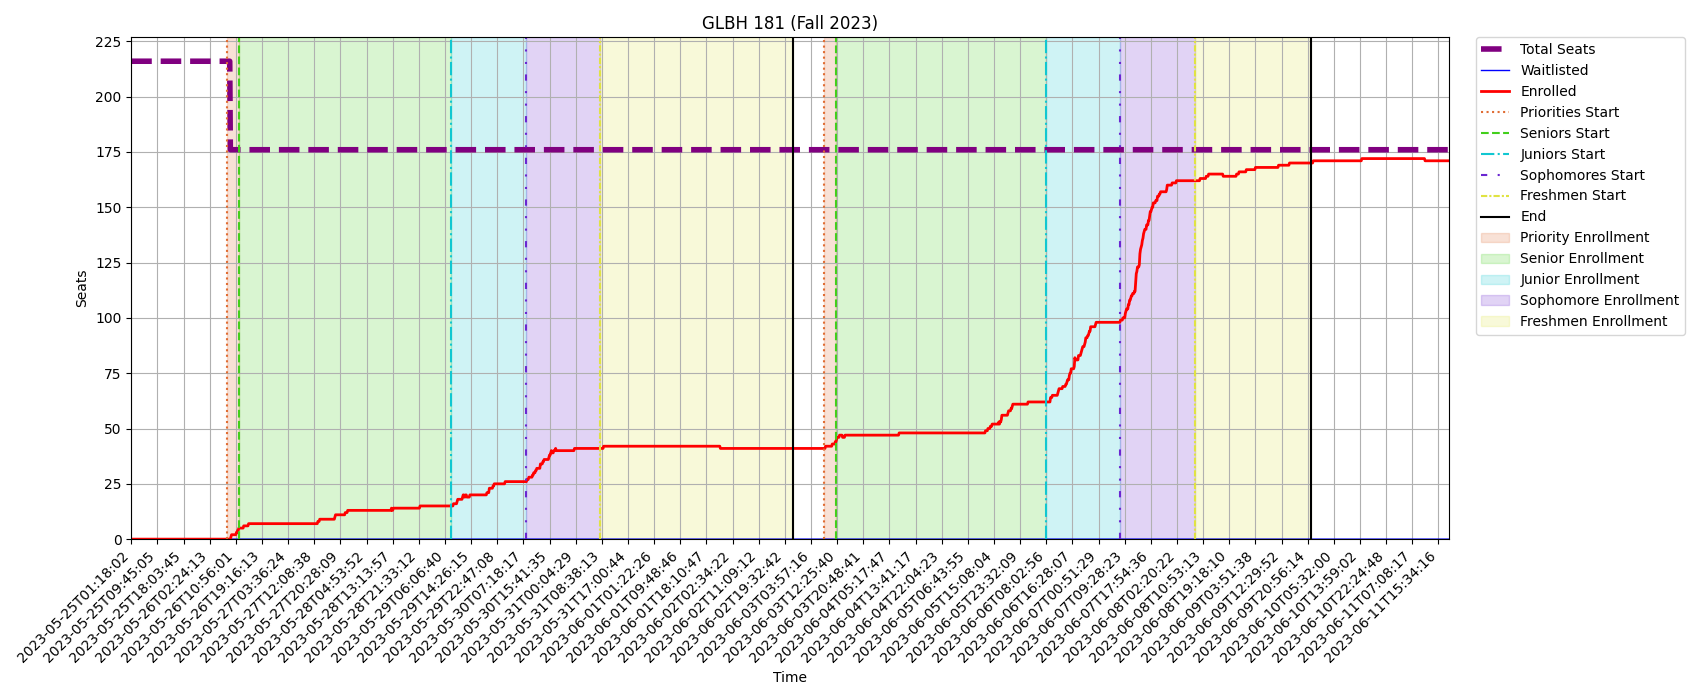 GLBH 181 (Fall 2023)
225
200
175
150
125
100
75
50
25
0
Seats
2023-05-25T01:18:02
2023-05-25T09:45:05
2023-05-25T18:03:45
2023-05-26T02:24:13
2023-05-26T10:56:01
2023-05-26T19:16:13
2023-05-27T03:36:24
2023-05-27T12:08:38
2023-05-27T20:28:09
2023-05-28T04:53:52
2023-05-28T13:13:57
2023-05-28T21:33:12
2023-05-29T06:06:40
2023-05-29T14:26:15
2023-05-29T22:47:08
2023-05-30T07:18:17
2023-05-30T15:41:35
2023-05-31T00:04:29
2023-05-31T08:38:13
2023-05-31T17:00:44
2023-06-01T01:22:26
2023-06-01T09:48:46
2023-06-01T18:10:47
2023-06-02T02:34:22
2023-06-02T11:09:12
2023-06-02T19:32:42
2023-06-03T03:57:16
2023-06-03T12:25:40
2023-06-03T20:48:41
2023-06-04T05:17:47
2023-06-04T13:41:17
2023-06-04T22:04:23
2023-06-05T06:43:55
2023-06-05T15:08:04
2023-06-05T23:32:09
2023-06-06T08:02:56
2023-06-06T16:28:07
2023-06-07T00:51:29
2023-06-07T09:28:23
2023-06-07T17:54:36
2023-06-08T02:20:22
2023-06-08T10:53:13
2023-06-08T19:18:10
2023-06-09T03:51:38
2023-06-09T12:29:52
2023-06-09T20:56:14
2023-06-10T05:32:00
2023-06-10T13:59:02
2023-06-10T22:24:48
2023-06-11T07:08:17
2023-06-11T15:34:16
Time
Total Seats
Waitlisted
Enrolled
Priorities Start
Seniors Start
Juniors Start
Sophomores Start
Freshmen Start
End
Priority Enrollment
Senior Enrollment
Junior Enrollment
Sophomore Enrollment
Freshmen Enrollment